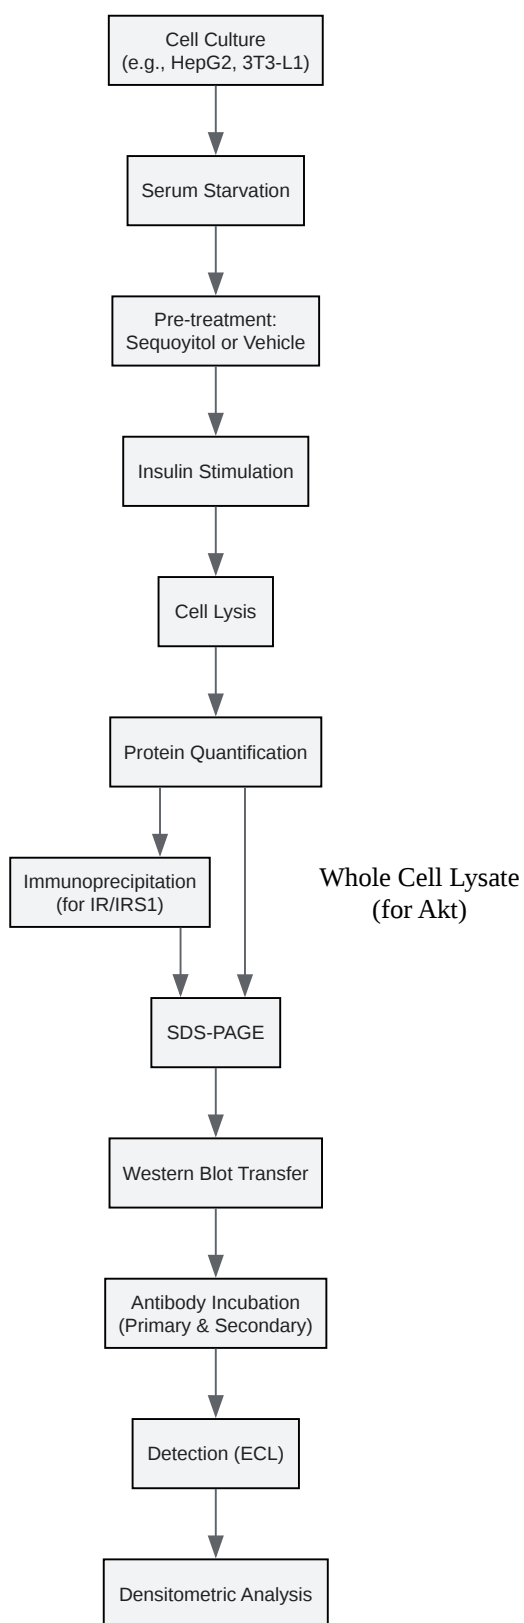 Cell Culture
(e.g., HepG2, 3T3-L1)
Serum Starvation
Pre-treatment:
Sequoyitol or Vehicle
Insulin Stimulation
Cell Lysis
Protein Quantification
Immunoprecipitation
(for IR/IRS1)
Whole Cell Lysate
(for Akt)
SDS-PAGE
Western Blot Transfer
Antibody Incubation
(Primary & Secondary)
Detection (ECL)
Densitometric Analysis